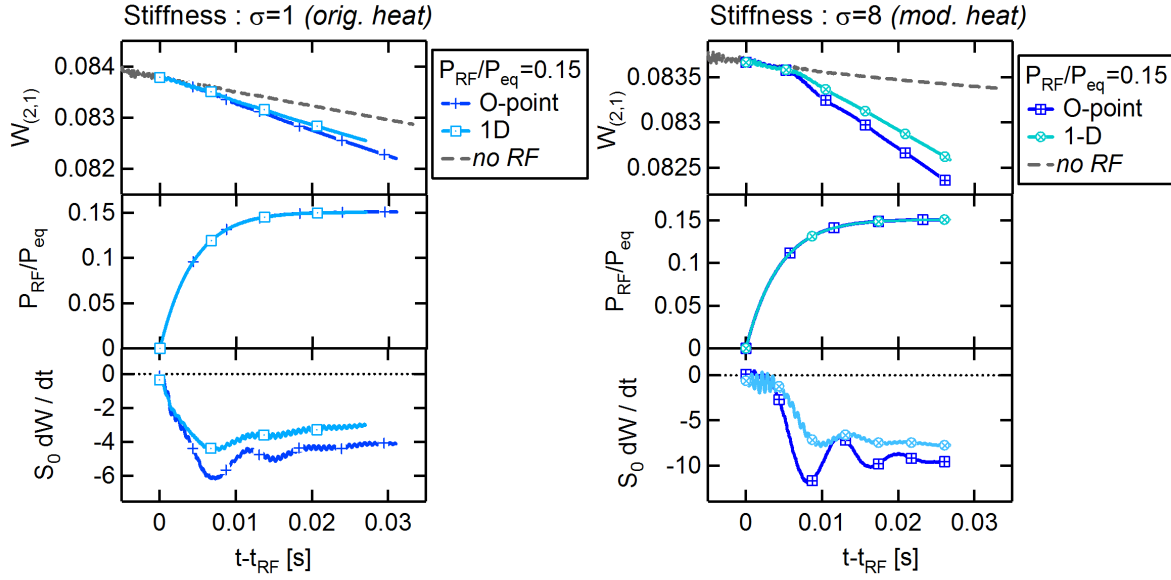 Stiffness : σ=1 (orig. heat)
0.084
0.083
0.082
W(2,1)
P_RF/P_eq=0.15
O-point
1D
no RF
0.15
0.1
0.05
0
P_RF/P_eq
0
-2
-4
-6
S_0 dW / dt
0 0.01 0.02 0.03
t-t_RF [s]
Stiffness : σ=8 (mod. heat)
0.0835
0.083
0.0825
W(2,1)
P_RF/P_eq=0.15
O-point
1-D
no RF
0.15
0.1
0.05
0
P_RF/P_eq
0
-5
-10
S_0 dW / dt
0 0.01 0.02 0.03
t-t_RF [s]